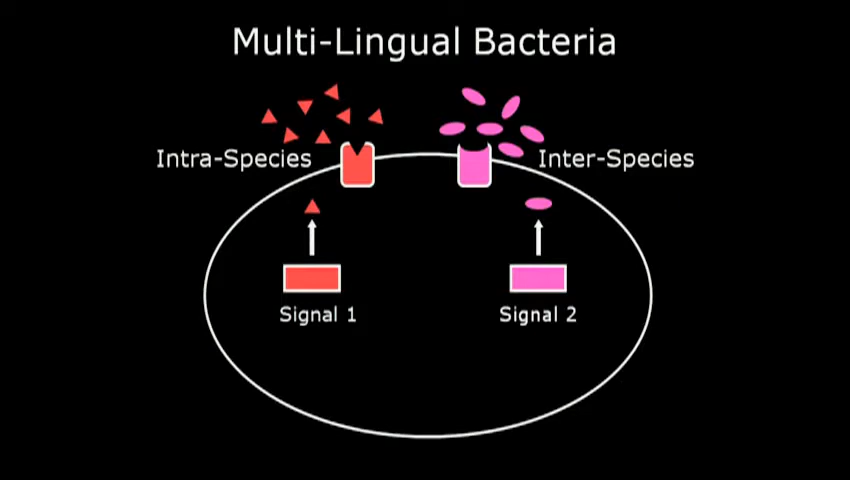 Multi-Lingual Bacteria
Intra-Species
Inter-Species
Signal 1
Signal 2